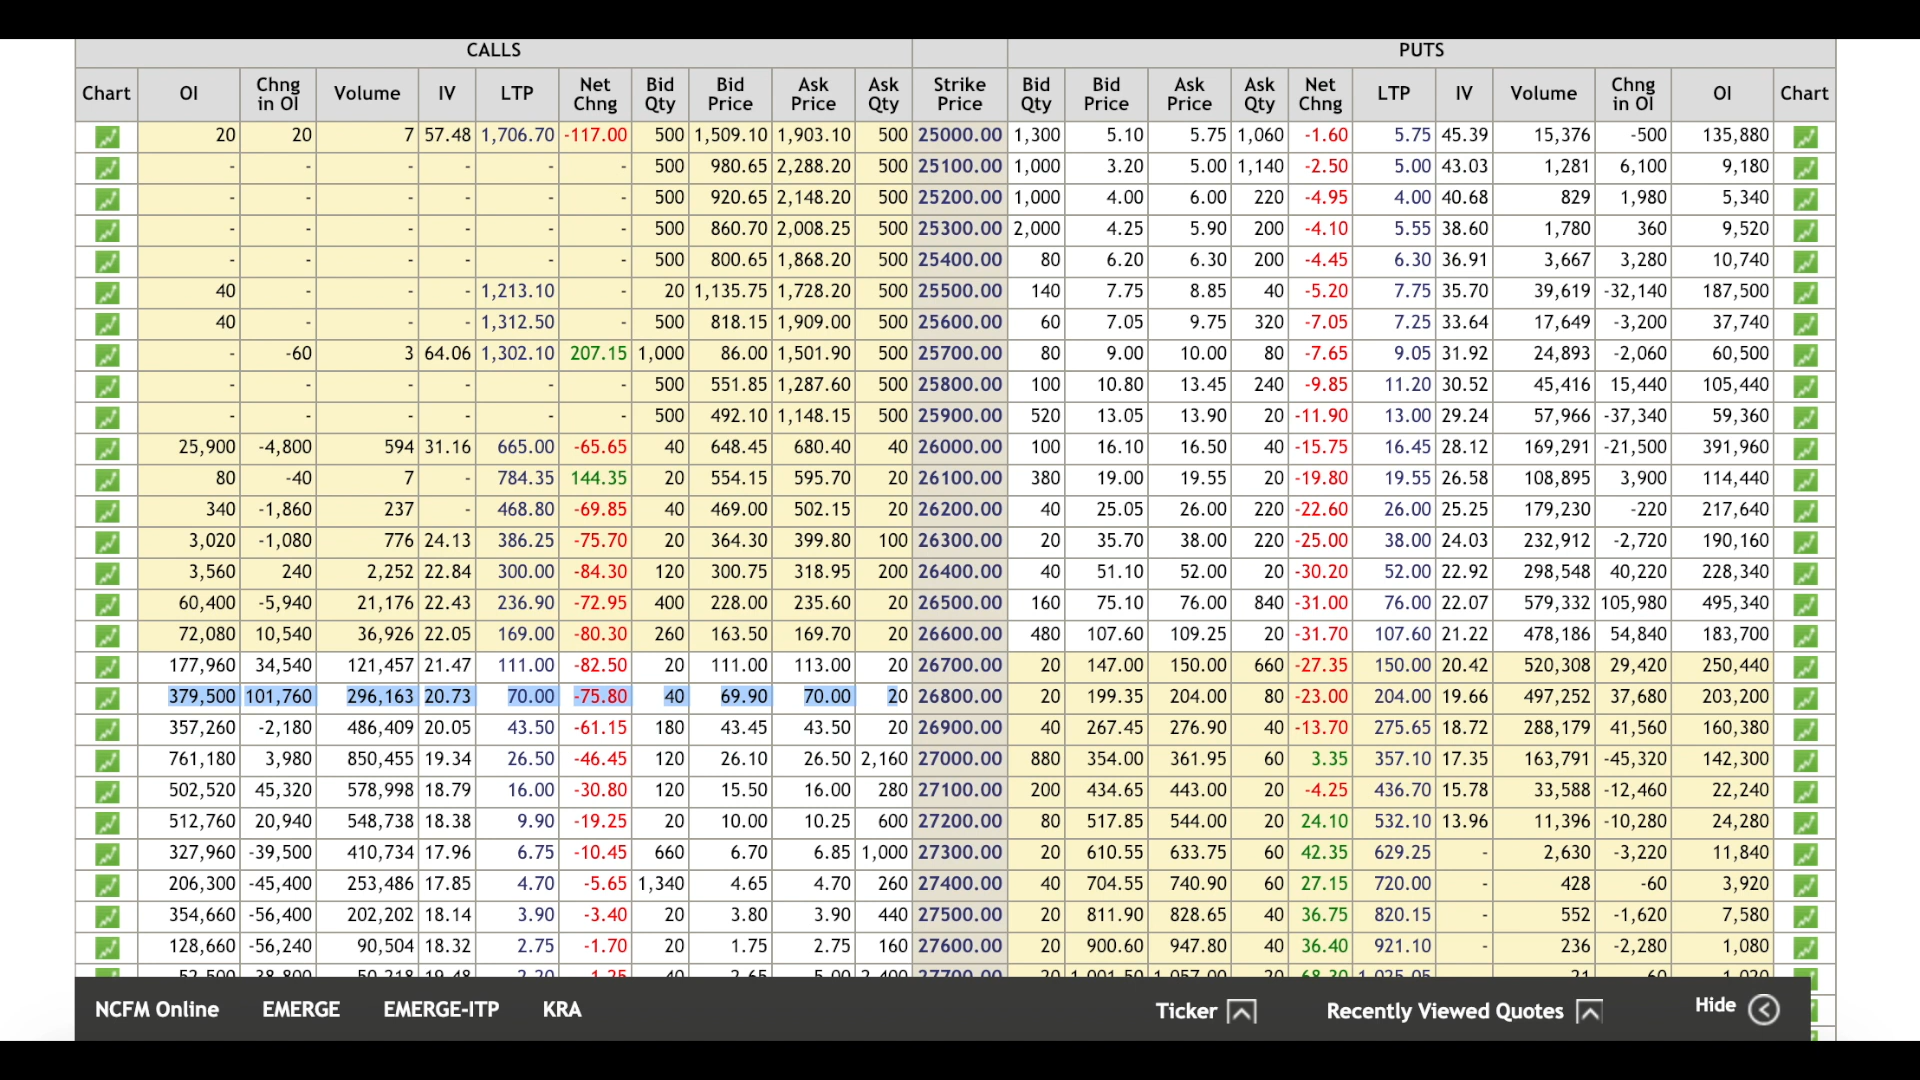 CALLS PUTS
Chart OI Chng in OI Volume IV LTP Net Chng Bid Qty Bid Price Ask Price Ask Qty Strike Price Bid Qty Bid Price Ask Price Ask Qty Net Chng LTP IV Volume Chng in OI OI Chart
20 20 7 57.48 1,706.70 -117.00 500 1,509.10 1,903.10 500 25000.00 1,300 5.10 5.75 1,060 -1.60 5.75 45.39 15,376 -500 135,880
- - - - - - 500 980.65 2,288.20 500 25100.00 1,000 3.20 5.00 1,140 -2.50 5.00 43.03 1,281 6,100 9,180
- - - - - - 500 920.65 2,148.20 500 25200.00 1,000 4.00 6.00 220 -4.95 4.00 40.68 829 1,980 5,340
- - - - - - 500 860.70 2,008.25 500 25300.00 2,000 4.25 5.90 200 -4.10 5.55 38.60 1,780 360 9,520
- - - - - - 500 800.65 1,868.20 500 25400.00 80 6.20 6.30 200 -4.45 6.30 36.91 3,667 3,280 10,740
40 - - - 1,213.10 - 20 1,135.75 1,728.20 500 25500.00 140 7.75 8.85 40 -5.20 7.75 35.70 39,619 -32,140 187,500
40 - - - 1,312.50 - 500 818.15 1,909.00 500 25600.00 60 7.05 9.75 320 -7.05 7.25 33.64 17,649 -3,200 37,740
- -60 3 64.06 1,302.10 207.15 1,000 86.00 1,501.90 500 25700.00 80 9.00 10.00 80 -7.65 9.05 31.92 24,893 -2,060 60,500
- - - - - - 500 551.85 1,287.60 500 25800.00 100 10.80 13.45 240 -9.85 11.20 30.52 45,416 15,440 105,440
- - - - - - 500 492.10 1,148.15 500 25900.00 520 13.05 13.90 20 -11.90 13.00 29.24 57,966 -37,340 59,360
25,900 -4,800 594 31.16 665.00 -65.65 40 648.45 680.40 40 26000.00 100 16.10 16.50 40 -15.75 16.45 28.12 169,291 -21,500 391,960
80 -40 7 - 784.35 144.35 20 554.15 595.70 20 26100.00 380 19.00 19.55 20 -19.80 19.55 26.58 108,895 3,900 114,440
340 -1,860 237 - 468.80 -69.85 40 469.00 502.15 20 26200.00 40 25.05 26.00 220 -22.60 26.00 25.25 179,230 -220 217,640
3,020 -1,080 776 24.13 386.25 -75.70 20 364.30 399.80 100 26300.00 20 35.70 38.00 220 -25.00 38.00 24.03 232,912 -2,720 190,160
3,560 240 2,252 22.84 300.00 -84.30 120 300.75 318.95 200 26400.00 40 51.10 52.00 20 -30.20 52.00 22.92 298,548 40,220 228,340
60,400 -5,940 21,176 22.43 236.90 -72.95 400 228.00 235.60 20 26500.00 160 75.10 76.00 840 -31.00 76.00 22.07 579,332 105,980 495,340
72,080 10,540 36,926 22.05 169.00 -80.30 260 163.50 169.70 20 26600.00 480 107.60 109.25 20 -31.70 107.60 21.22 478,186 54,840 183,700
177,960 34,540 121,457 21.47 111.00 -82.50 20 111.00 113.00 20 26700.00 20 147.00 150.00 660 -27.35 150.00 20.42 520,308 29,420 250,440
379,500 101,760 296,163 20.73 70.00 -75.80 40 69.90 70.00 20 26800.00 20 199.35 204.00 80 -23.00 204.00 19.66 497,252 37,680 203,200
357,260 -2,180 486,409 20.05 43.50 -61.15 180 43.45 43.50 20 26900.00 40 267.45 276.90 40 -13.70 275.65 18.72 288,179 41,560 160,380
761,180 3,980 850,455 19.34 26.50 -46.45 120 26.10 26.50 2,160 27000.00 880 354.00 361.95 60 3.35 357.10 17.35 163,791 -45,320 142,300
502,520 45,320 578,998 18.79 16.00 -30.80 120 15.50 16.00 280 27100.00 200 434.65 443.00 20 -4.25 436.70 15.78 33,588 -12,460 22,240
512,760 20,940 548,738 18.38 9.90 -19.25 20 10.00 10.25 600 27200.00 80 517.85 544.00 20 24.10 532.10 13.96 11,396 -10,280 24,280
327,960 -39,500 410,734 17.96 6.75 -10.45 660 6.70 6.85 1,000 27300.00 20 610.55 633.75 60 42.35 629.25 - 2,630 -3,220 11,840
206,300 -45,400 253,486 17.85 4.70 -5.65 1,340 4.65 4.70 260 27400.00 40 704.55 740.90 60 27.15 720.00 - 428 -60 3,920
354,660 -56,400 202,202 18.14 3.90 -3.40 20 3.80 3.90 440 27500.00 20 811.90 828.65 40 36.75 820.15 - 552 -1,620 7,580
128,660 -56,240 90,504 18.32 2.75 -1.70 20 1.75 2.75 160 27600.00 20 900.60 947.80 40 36.40 921.10 - 236 -2,280 1,080
NCFM Online EMERGE EMERGE-ITP KRA Ticker Recently Viewed Quotes Hide